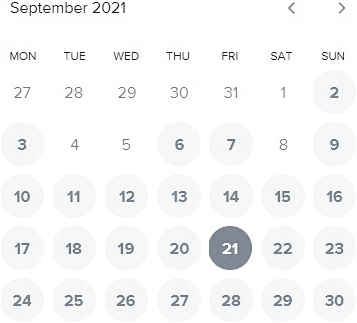 September 2021
MON TUE WED THU FRI SAT SUN
27 28 29 30 31 1 2
3 4 5 6 7 8 9
10 11 12 13 14 15 16
17 18 19 20 21 22 23
24 25 26 27 28 29 30